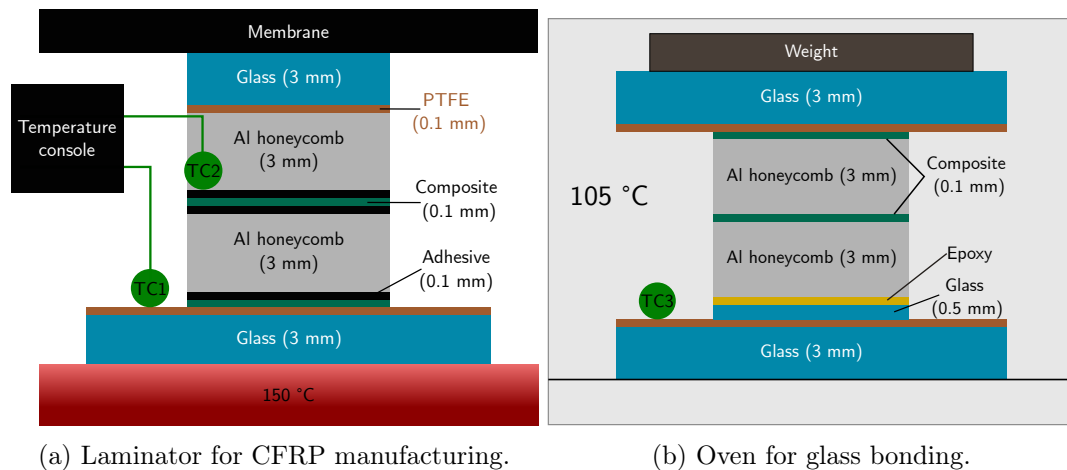 Membrane
Glass (3 mm)
PTFE
(0.1 mm)
Temperature
console
Al honeycomb
(3 mm)
TC2
Composite
(0.1 mm)
Al honeycomb
(3 mm)
Adhesive
(0.1 mm)
TC1
Glass (3 mm)
150 °C
(a) Laminator for CFRP manufacturing.
Weight
Glass (3 mm)
Composite
(0.1 mm)
Al honeycomb (3 mm)
105 °C
Al honeycomb (3 mm)
Epoxy
Glass
(0.5 mm)
TC3
Glass (3 mm)
(b) Oven for glass bonding.